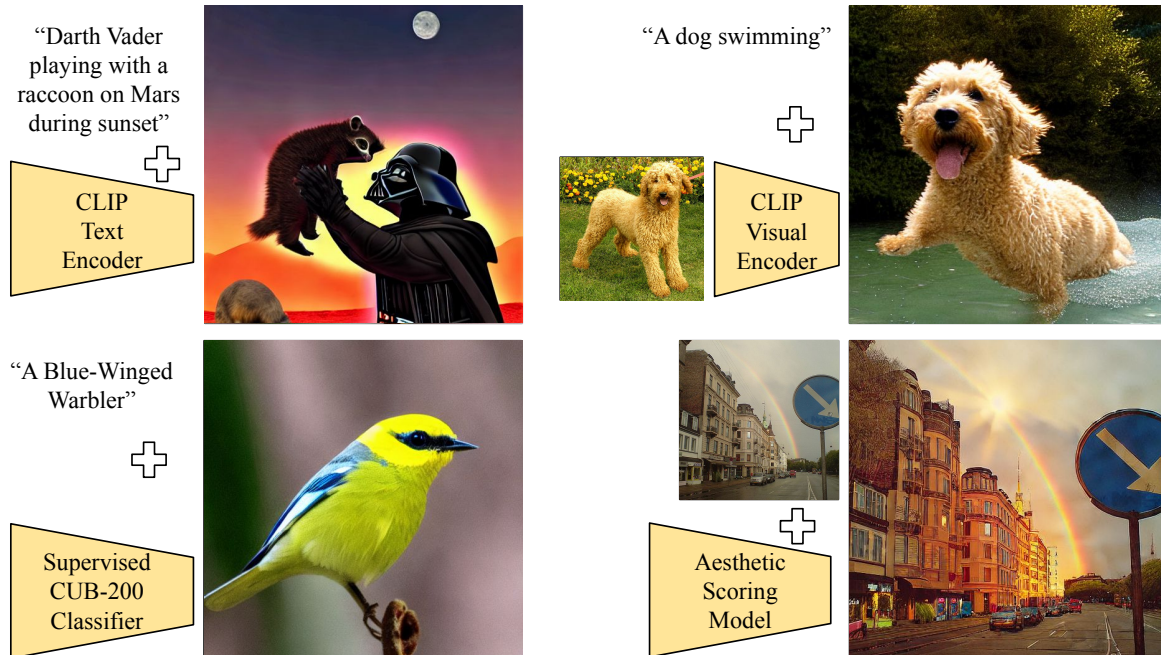 “Darth Vader
playing with a
raccoon on Mars
during sunset”
CLIP
Text
Encoder
“A dog swimming”
CLIP
Visual
Encoder
“A Blue-Winged
Warbler”
Supervised
CUB-200
Classifier
Aesthetic
Scoring
Model